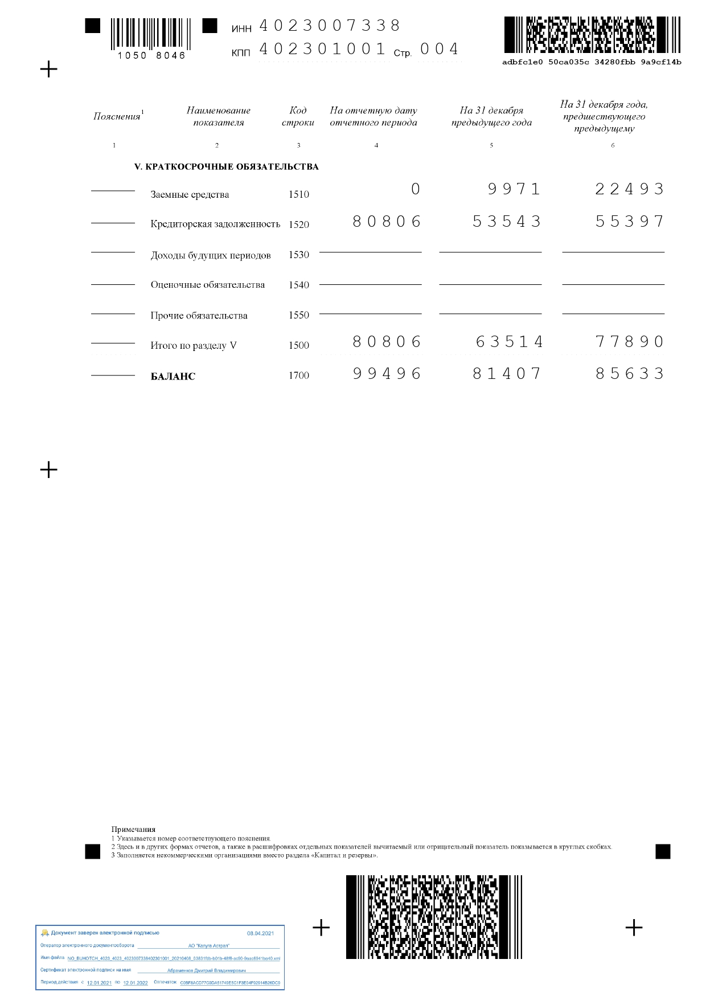 ИНН 4023007338
1050 8046
КПП 402301001 Стр. 004
adbfc1e0 50ca035c 34280fbb 9a9cf14b
Пояснения1 Наименование показателя Код строки На отчетную дату отчетного периода На 31 декабря предыдущего года На 31 декабря года, предшествующего предыдущему
1 2 3 4 5 6
V. КРАТКОСРОЧНЫЕ ОБЯЗАТЕЛЬСТВА
Заемные средства 1510 0 9971 22493
Кредиторская задолженность 1520 80806 53543 55397
Доходы будущих периодов 1530
Оценочные обязательства 1540
Прочие обязательства 1550
Итого по разделу V 1500 80806 63514 77890
БАЛАНС 1700 99496 81407 85633
Примечания
1 Указывается номер соответствующего пояснения.
2 Здесь и в других формах отчетов, а также в расшифровках отдельных показателей вычитаемый или отрицательный показатель показывается в круглых скобках.
3 Заполняется некоммерческими организациями вместо раздела «Капитал и резервы».
Документ заверен электронной подписью 08.04.2021
Оператор электронного документооборота АО "Калуга Астрал"
Имя файла NO_BUHOTCH_4023_4023_4023007338402301001_20210408_03831fdb-b01b-48f6-ac90-9aac6941ba40.xml
Сертификат электронной подписи на имя Абраменков Дмитрий Владимирович
Период действия с 12.01.2021 по 12.01.2022 Отпечаток C0BF8ACD77C0DA51749E5C1F3E04F92914B26DC9